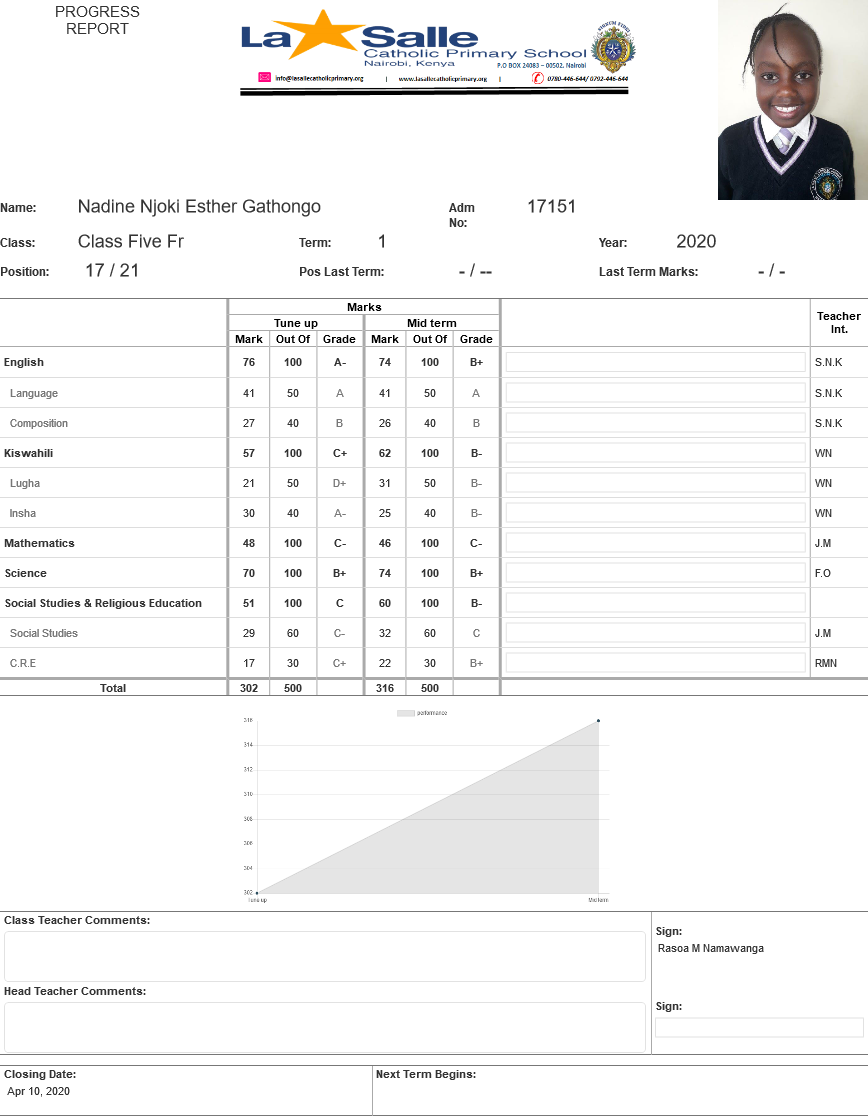 PROGRESS
REPORT
La Salle
Catholic Primary School
Nairobi, Kenya
P.O BOX 24083 – 00502, Nairobi
info@lasallecatholicprimary.org | www.lasallecatholicprimary.org | 0780-446-644/ 0792-446-644
Name: Nadine Njoki Esther Gathongo Adm No: 17151
Class: Class Five Fr Term: 1 Year: 2020
Position: 17 / 21 Pos Last Term: - / -- Last Term Marks: - / -
Marks
Tune up Mid term Teacher Int.
Mark Out Of Grade Mark Out Of Grade
English 76 100 A- 74 100 B+ S.N.K
Language 41 50 A 41 50 A S.N.K
Composition 27 40 B 26 40 B S.N.K
Kiswahili 57 100 C+ 62 100 B- WN
Lugha 21 50 D+ 31 50 B- WN
Insha 30 40 A- 25 40 B- WN
Mathematics 48 100 C- 46 100 C- J.M
Science 70 100 B+ 74 100 B+ F.O
Social Studies & Religious Education 51 100 C 60 100 B-
Social Studies 29 60 C- 32 60 C J.M
C.R.E 17 30 C+ 22 30 B+ RMN
Total 302 500 316 500
performance
316
314
312
310
308
306
304
302
Tune up Mid term
Class Teacher Comments:
Sign:
Rasoa M Namawanga
Head Teacher Comments:
Sign:
Closing Date: Next Term Begins:
Apr 10, 2020